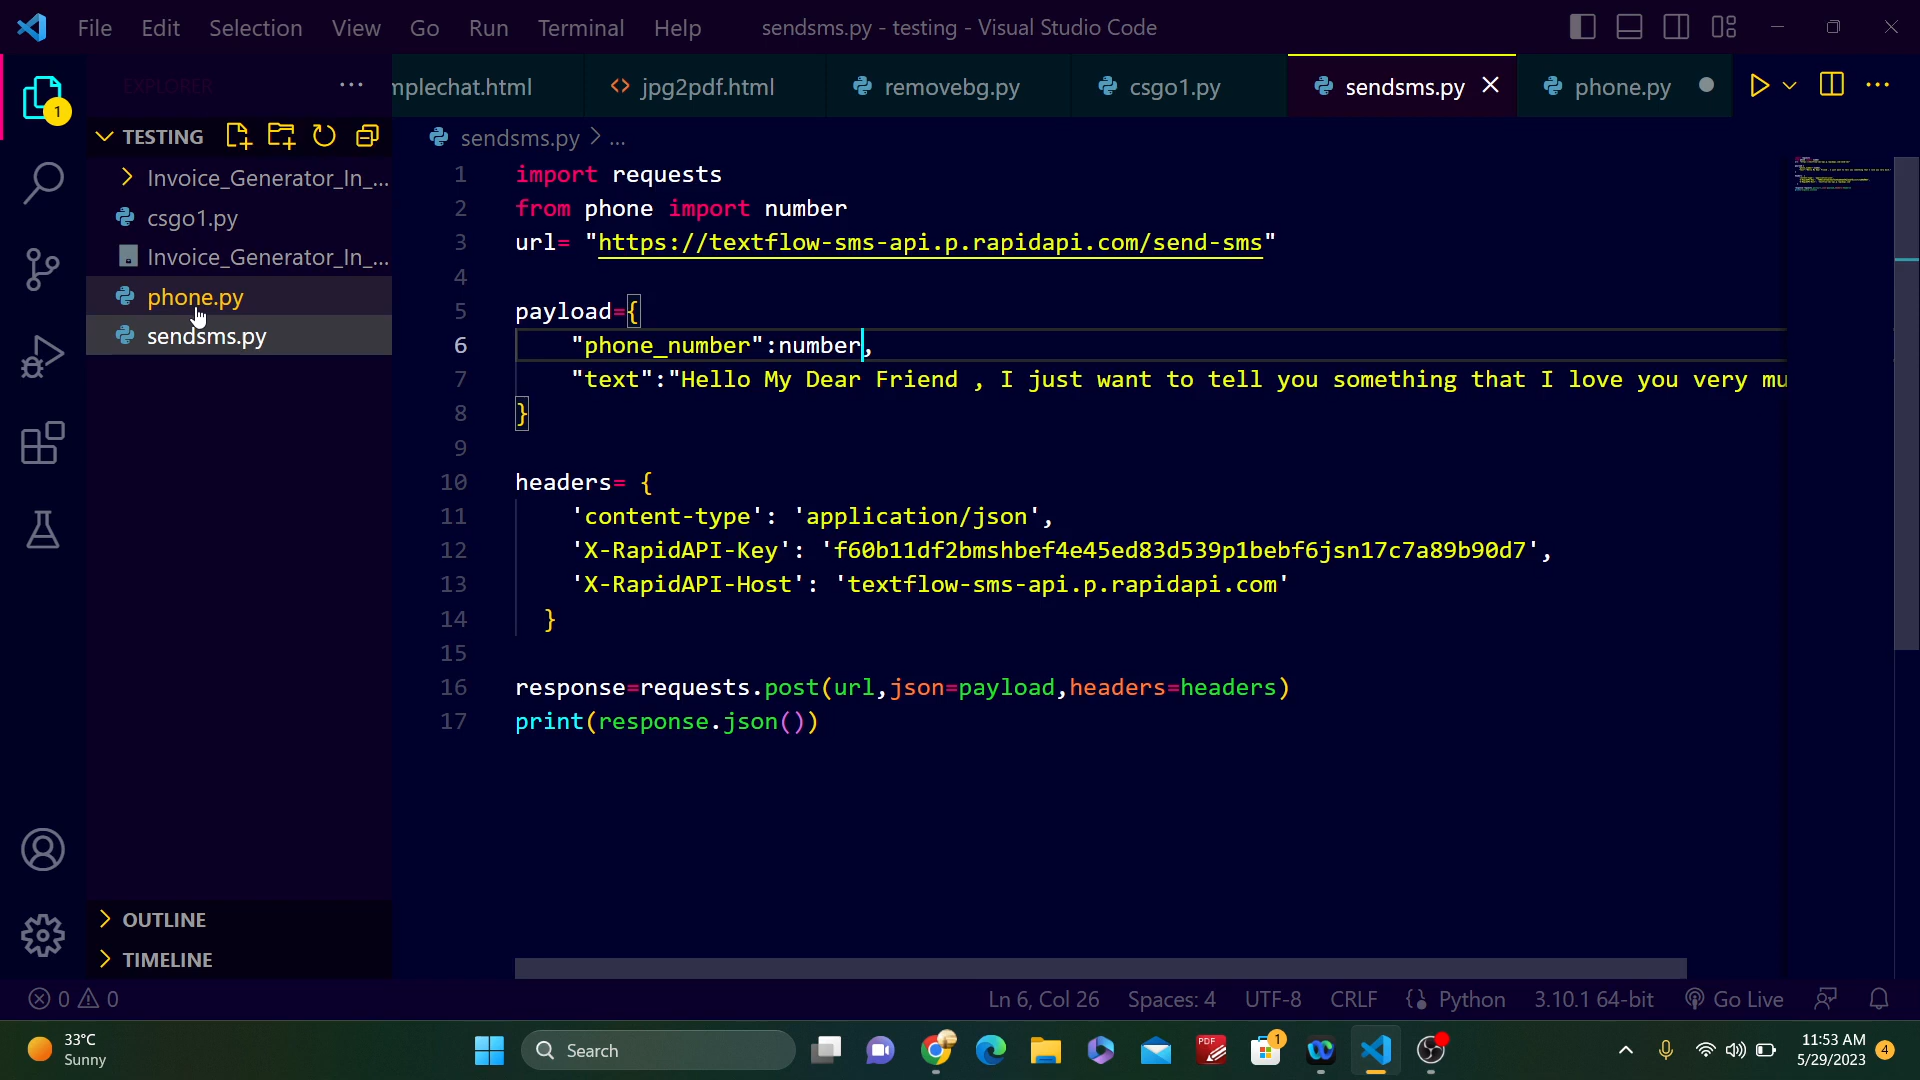 File Edit Selection View Go Run Terminal Help sendsms.py - testing - Visual Studio Code
EXPLORER
mplechat.html jpg2pdf.html removebg.py csgo1.py sendsms.py phone.py
1
TESTING
sendsms.py > ...
Invoice_Generator_In_...
csgo1.py
Invoice_Generator_In_...
phone.py
sendsms.py
1 import requests
2 from phone import number
3 url= "https://textflow-sms-api.p.rapidapi.com/send-sms"
4
5 payload={
6 "phone_number":number,
7 "text":"Hello My Dear Friend , I just want to tell you something that I love you very mu
8 }
9
10 headers= {
11 'content-type': 'application/json',
12 'X-RapidAPI-Key': 'f60b11df2bmshbef4e45ed83d539p1bebf6jsn17c7a89b90d7',
13 'X-RapidAPI-Host': 'textflow-sms-api.p.rapidapi.com'
14 }
15
16 response=requests.post(url,json=payload,headers=headers)
17 print(response.json())
OUTLINE
TIMELINE
0 0 Ln 6, Col 26 Spaces: 4 UTF-8 CRLF Python 3.10.1 64-bit Go Live
33°C
Sunny
Search
PDF
1
11:53 AM
5/29/2023
4